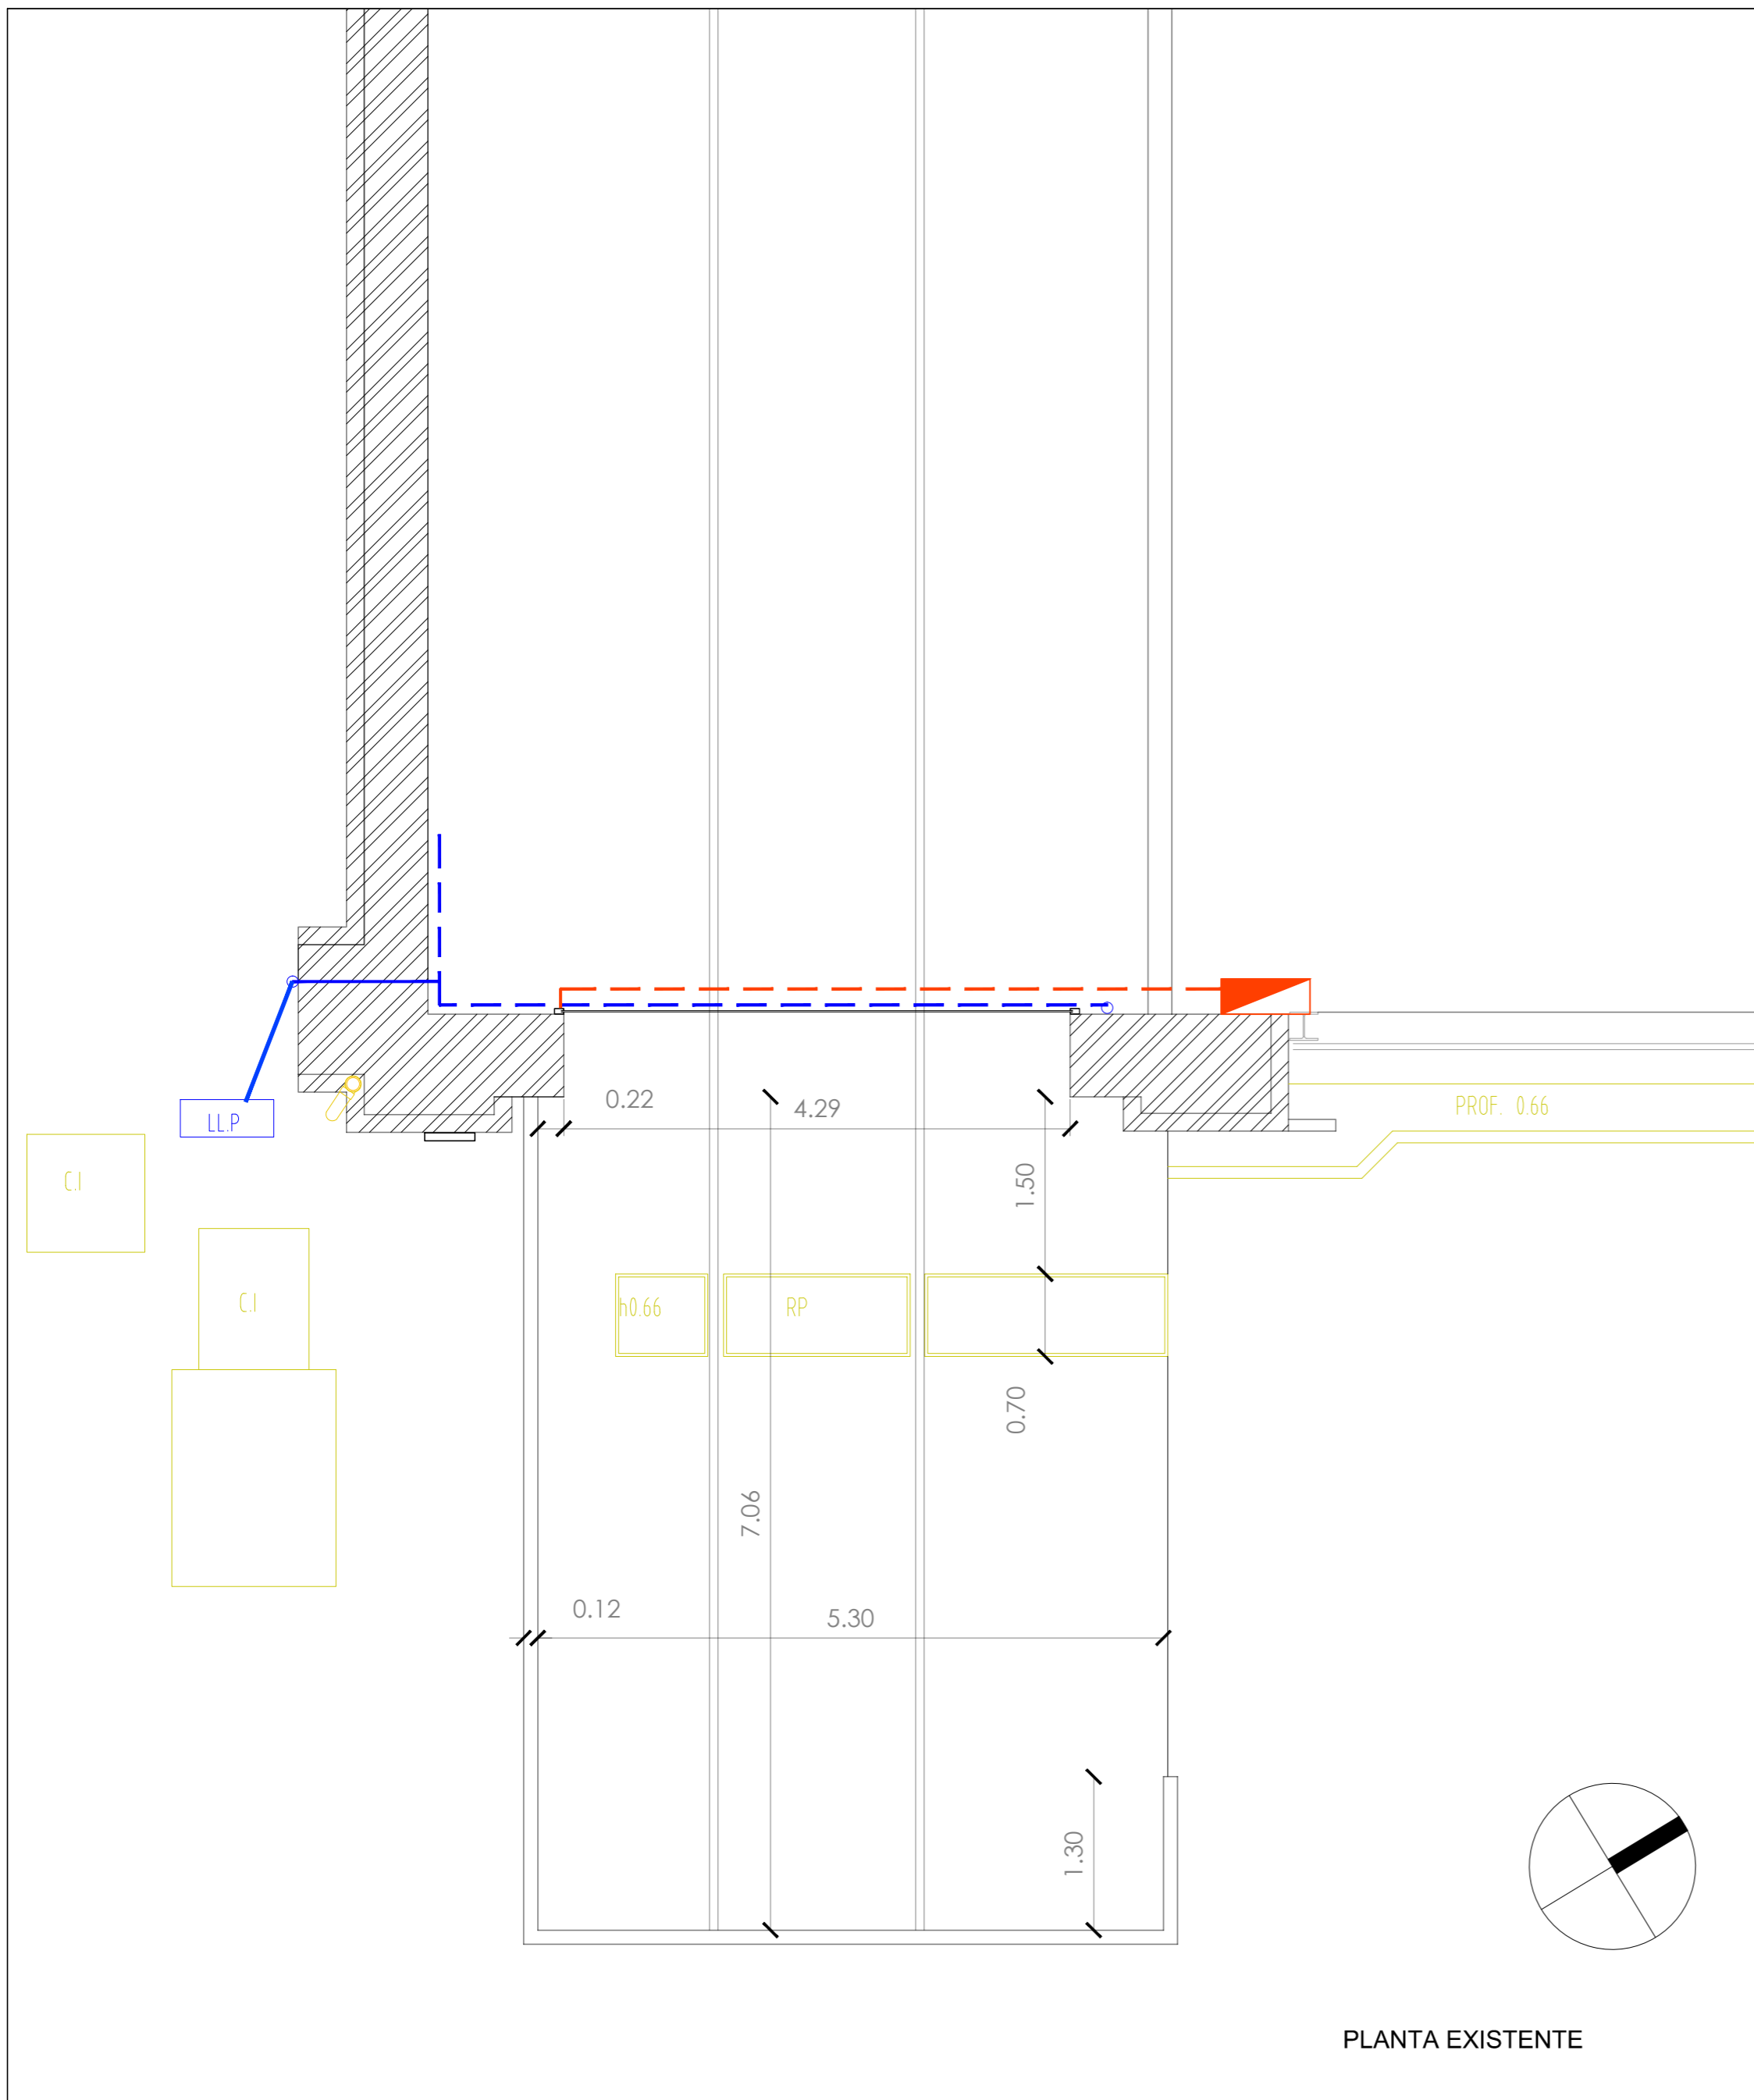 0.22
4.29
LL.P
PROF. 0.66
C.I
1.50
C.I
h0.66
RP
0.70
7.06
0.12
5.30
1.30
PLANTA EXISTENTE